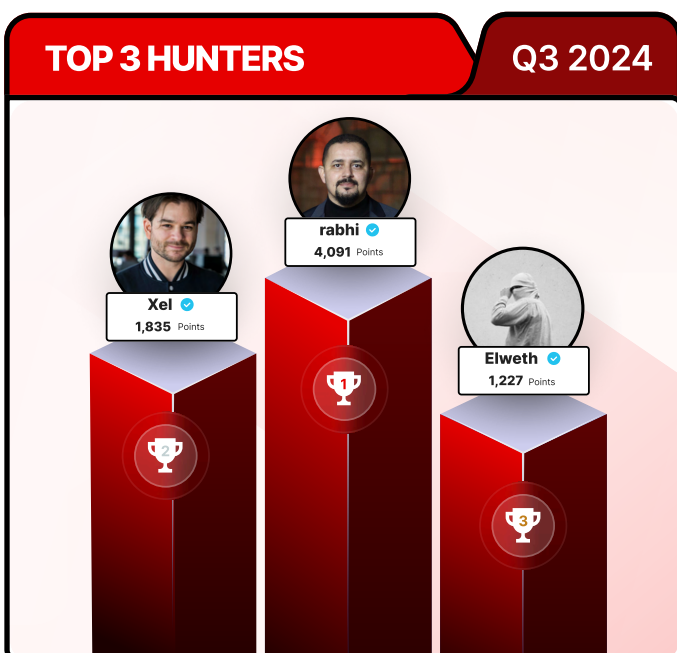 TOP 3 HUNTERS
Q3 2024
rabhi
4,091 Points
Xel
1,835 Points
Elweth
1,227 Points
1
2
3